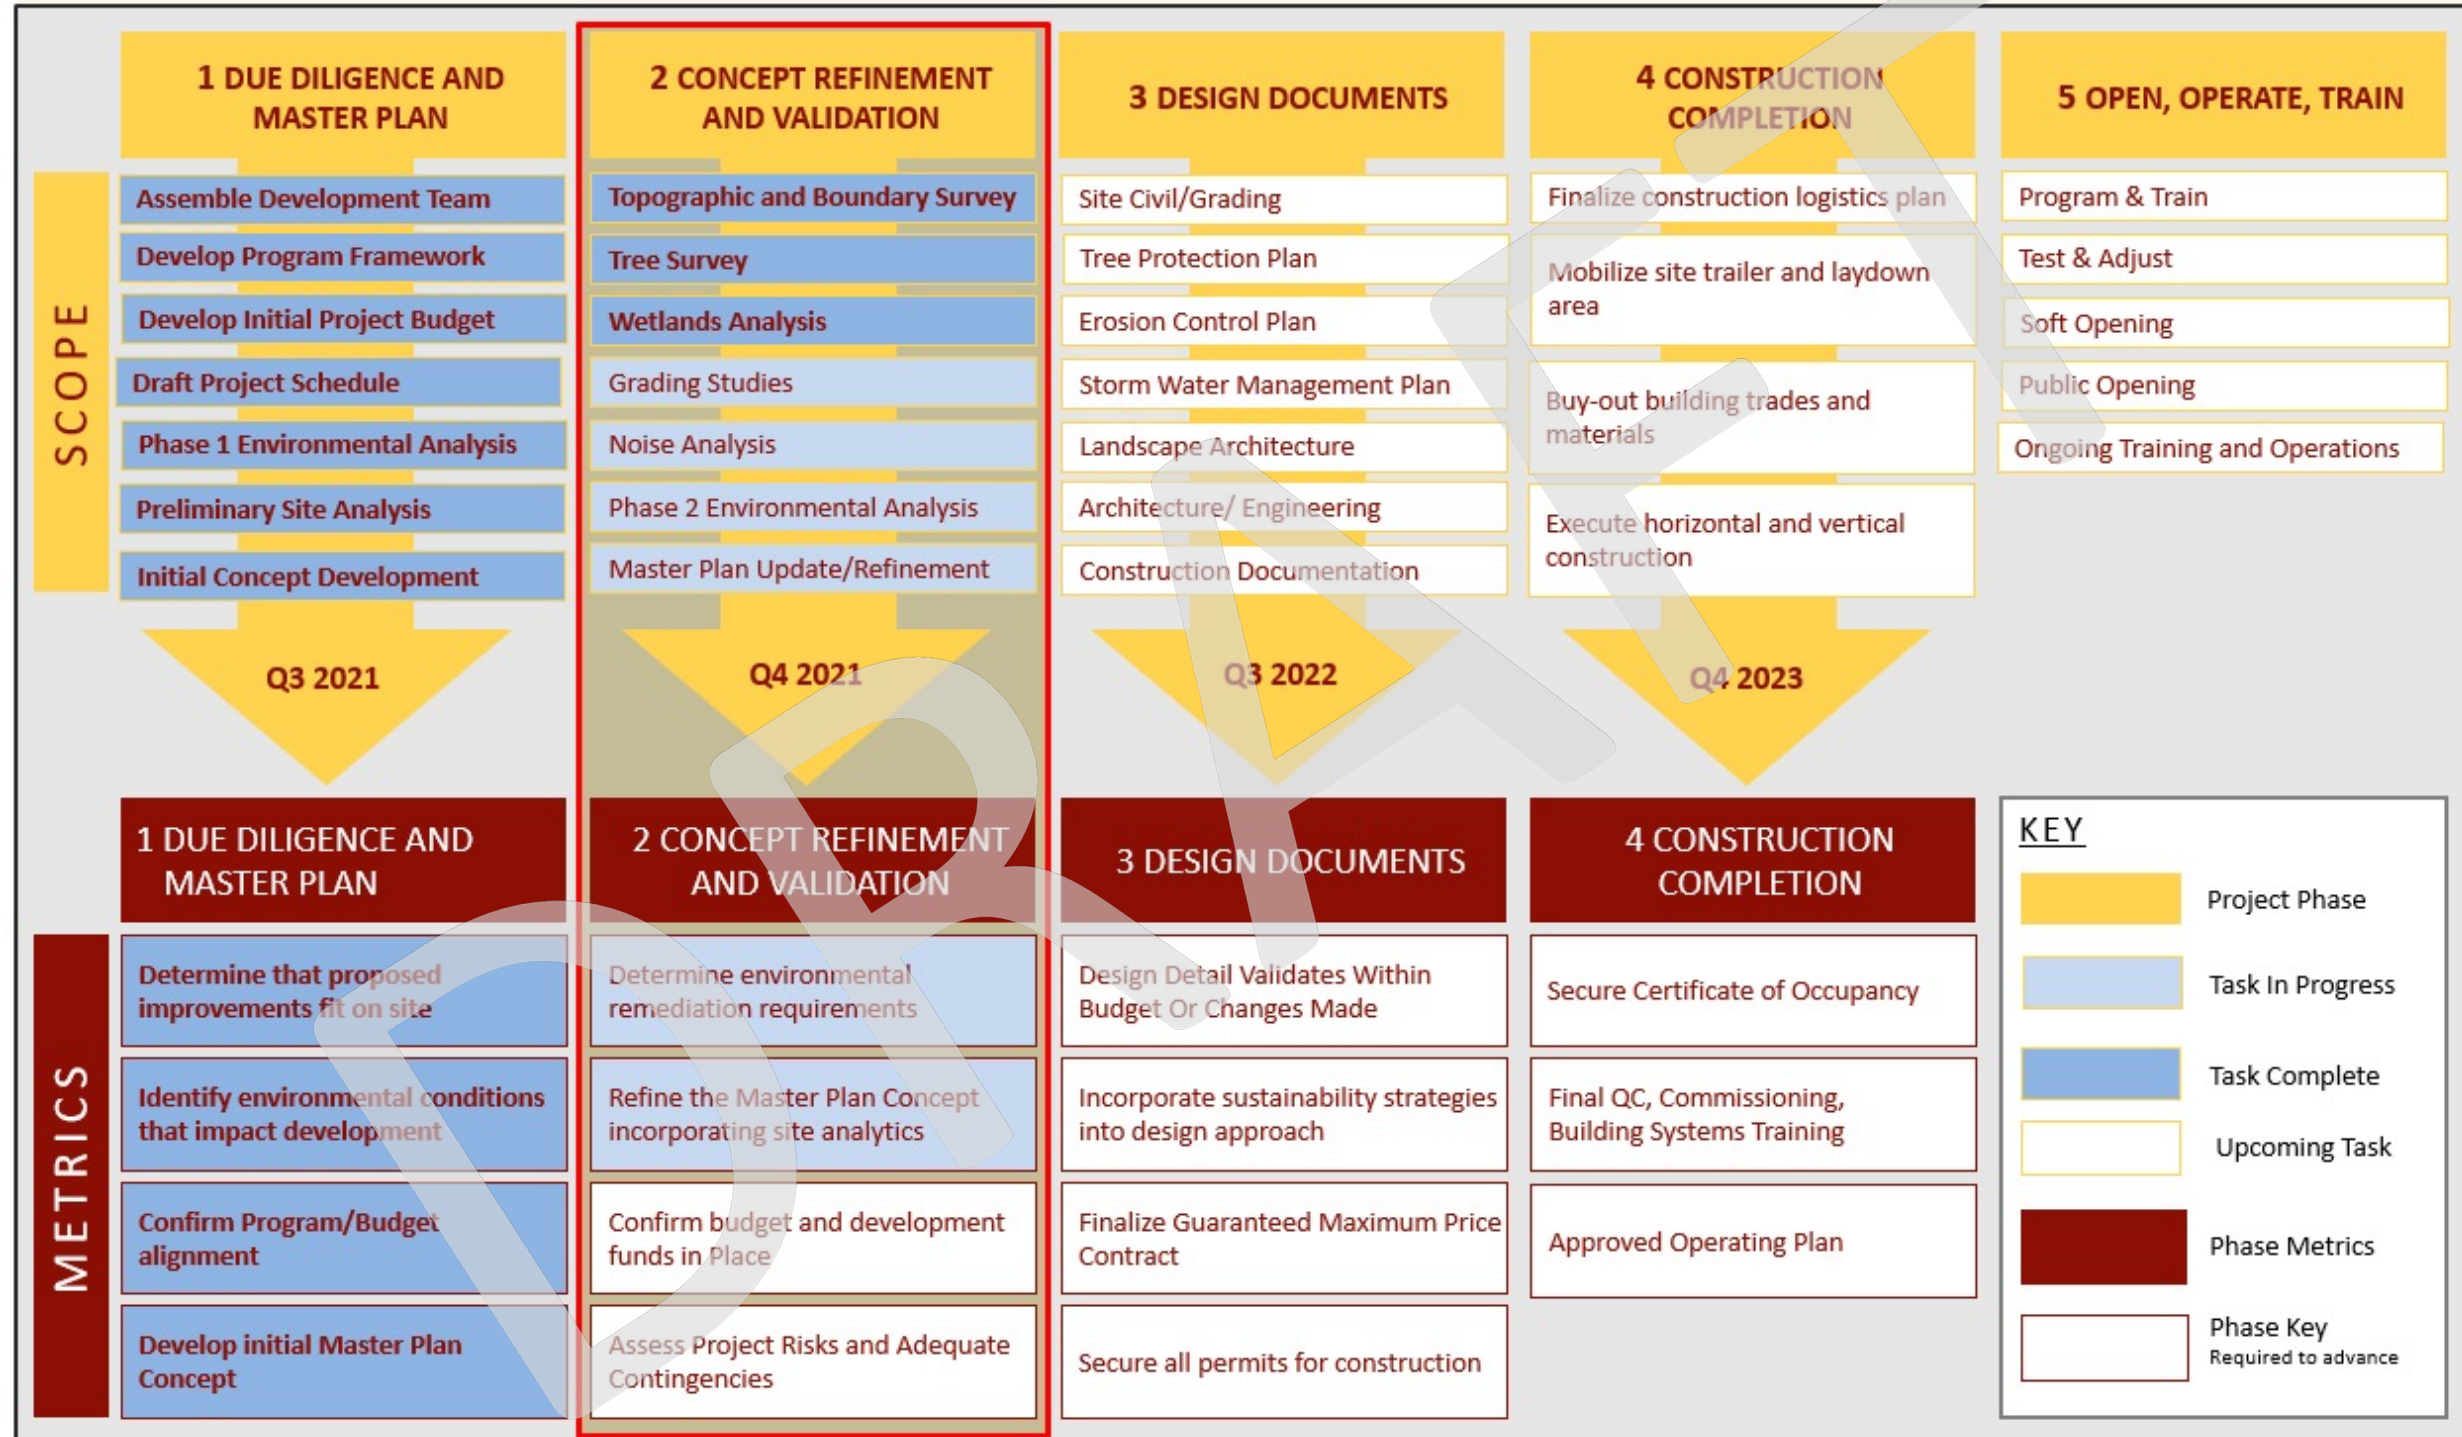 1 DUE DILIGENCE AND
MASTER PLAN
2 CONCEPT REFINEMENT
AND VALIDATION
3 DESIGN DOCUMENTS
4 CONSTRUCTION
COMPLETION
5 OPEN, OPERATE, TRAIN
SCOPE
Assemble Development Team
Develop Program Framework
Develop Initial Project Budget
Draft Project Schedule
Phase 1 Environmental Analysis
Preliminary Site Analysis
Initial Concept Development
Q3 2021
Topographic and Boundary Survey
Tree Survey
Wetlands Analysis
Grading Studies
Noise Analysis
Phase 2 Environmental Analysis
Master Plan Update/Refinement
Q4 2021
Site Civil/Grading
Tree Protection Plan
Erosion Control Plan
Storm Water Management Plan
Landscape Architecture
Architecture/ Engineering
Construction Documentation
Q3 2022
Finalize construction logistics plan
Mobilize site trailer and laydown
area
Buy-out building trades and
materials
Execute horizontal and vertical
construction
Q4 2023
Program & Train
Test & Adjust
Soft Opening
Public Opening
Ongoing Training and Operations
METRICS
1 DUE DILIGENCE AND
MASTER PLAN
Determine that proposed
improvements fit on site
Identify environmental conditions
that impact development
Confirm Program/Budget
alignment
Develop initial Master Plan
Concept
2 CONCEPT REFINEMENT
AND VALIDATION
Determine environmental
remediation requirements
Refine the Master Plan Concept
incorporating site analytics
Confirm budget and development
funds in Place
Assess Project Risks and Adequate
Contingencies
3 DESIGN DOCUMENTS
Design Detail Validates Within
Budget Or Changes Made
Incorporate sustainability strategies
into design approach
Finalize Guaranteed Maximum Price
Contract
Secure all permits for construction
4 CONSTRUCTION
COMPLETION
Secure Certificate of Occupancy
Final QC, Commissioning,
Building Systems Training
Approved Operating Plan
KEY
Project Phase
Task In Progress
Task Complete
Upcoming Task
Phase Metrics
Phase Key
Required to advance
DRAFT